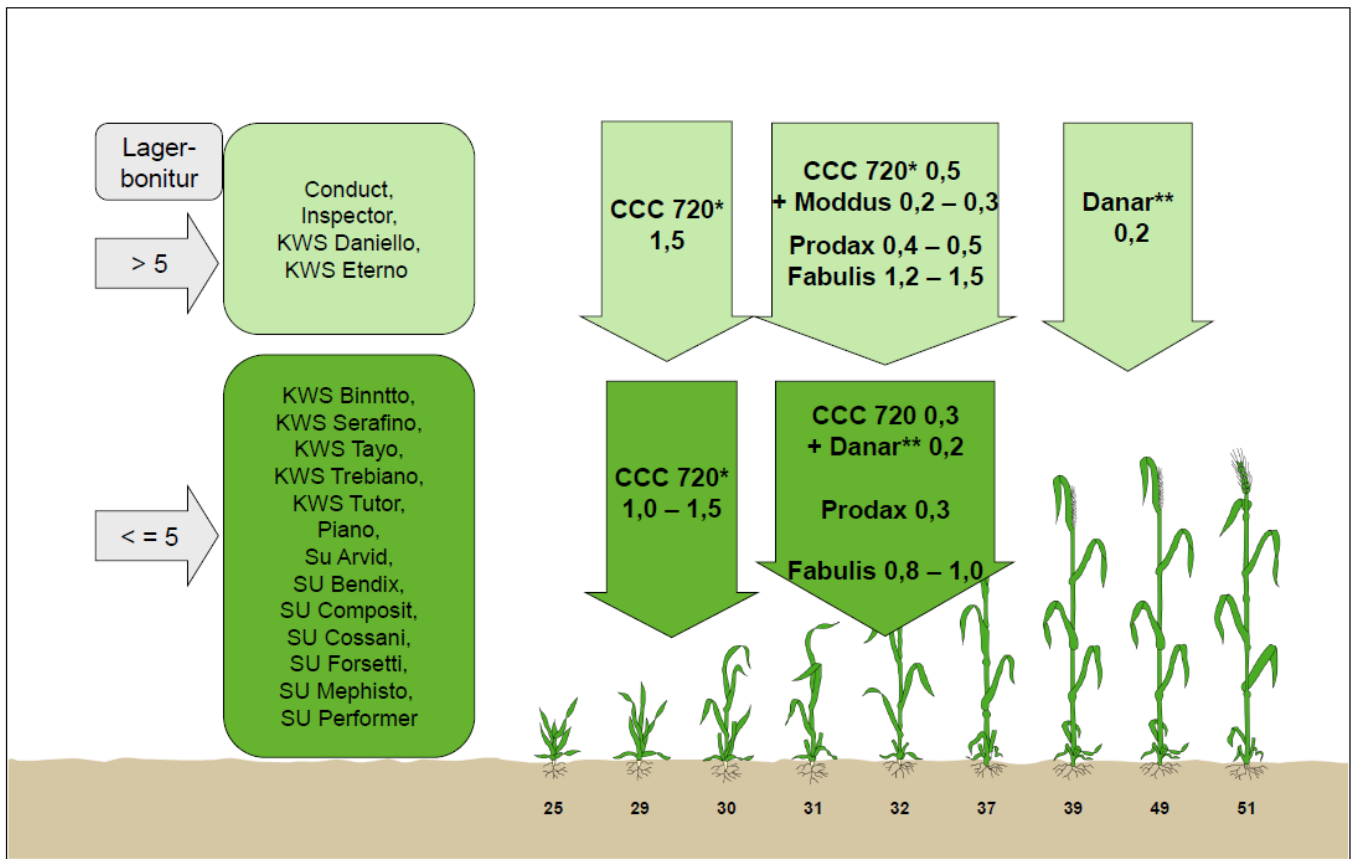 Lager-
bonitur
> 5
Conduct,
Inspector,
KWS Daniello,
KWS Eterno
CCC 720*
1,5
CCC 720* 0,5
+ Moddus 0,2 – 0,3
Prodax 0,4 – 0,5
Fabulis 1,2 – 1,5
Danar**
0,2
< = 5
KWS Binntto,
KWS Serafino,
KWS Tayo,
KWS Trebiano,
KWS Tutor,
Piano,
Su Arvid,
SU Bendix,
SU Composit,
SU Cossani,
SU Forsetti,
SU Mephisto,
SU Performer
CCC 720*
1,0 – 1,5
CCC 720 0,3
+ Danar** 0,2
Prodax 0,3
Fabulis 0,8 – 1,0
25 29 30 31 32 37 39 49 51